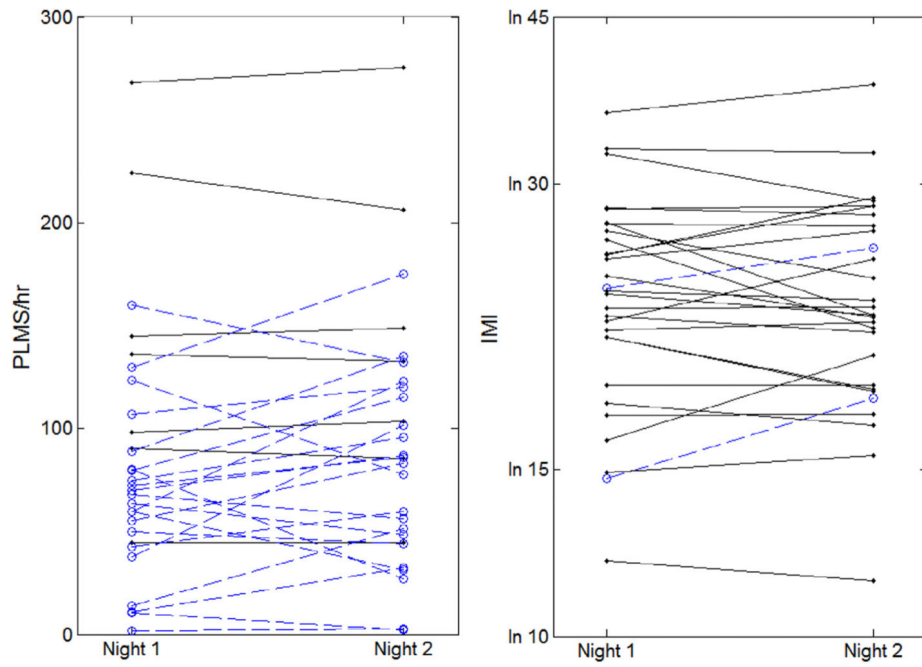 PLMS/hr
300
200
100
0
Night 1
Night 2
IMI
ln 45
ln 30
ln 15
ln 10
Night 1
Night 2